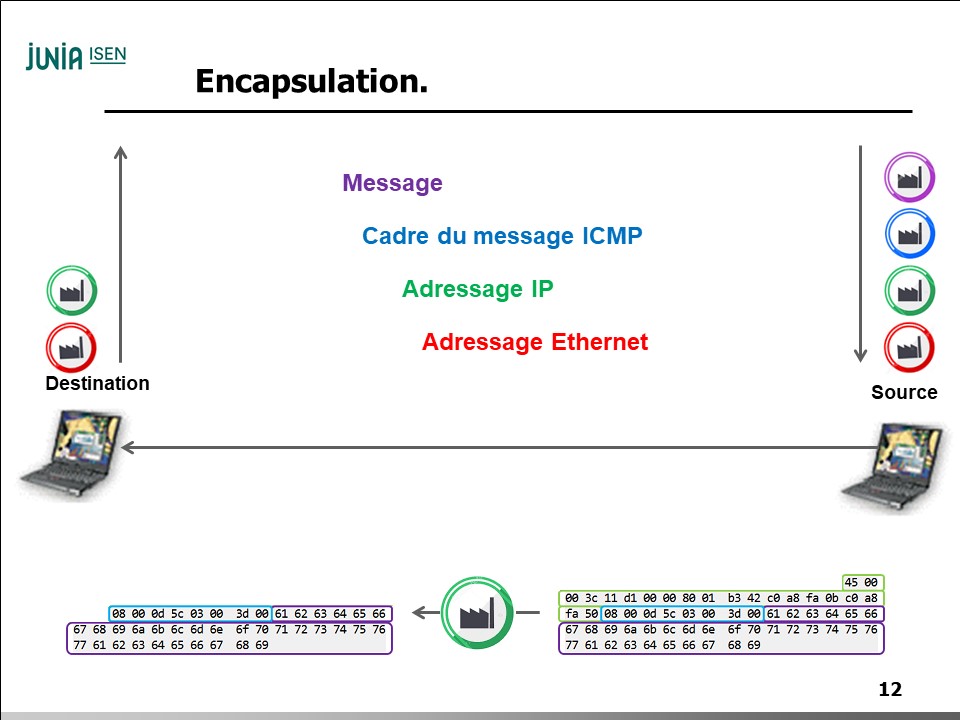 JUNIA ISEN
Encapsulation.
Message
Cadre du message ICMP
Adressage IP
Adressage Ethernet
Destination
Source
08 00 0d 5c 03 00 3d 00 61 62 63 64 65 66
67 68 69 6a 6b 6c 6d 6e 6f 70 71 72 73 74 75 76
77 61 62 63 64 65 66 67 68 69
45 00
00 3c 11 d1 00 00 80 01 b3 42 c0 a8 fa 0b c0 a8
fa 50 08 00 0d 5c 03 00 3d 00 61 62 63 64 65 66
67 68 69 6a 6b 6c 6d 6e 6f 70 71 72 73 74 75 76
77 61 62 63 64 65 66 67 68 69
12